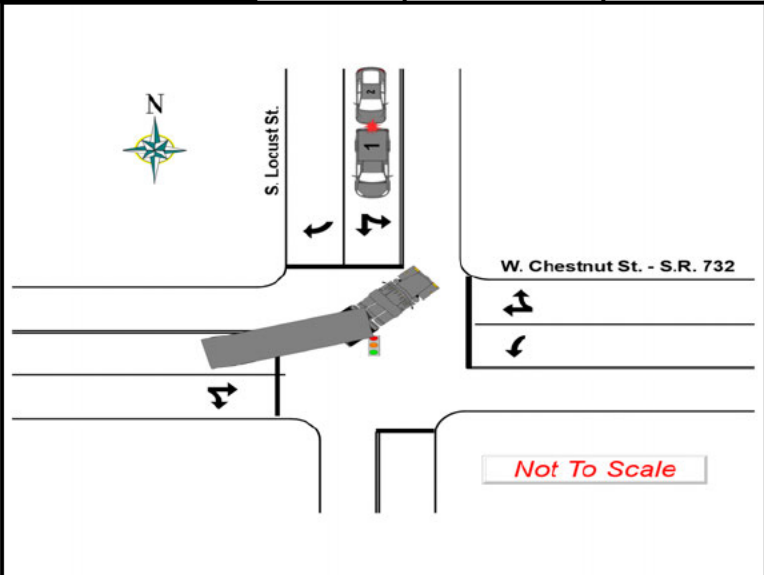 N
S. Locust St.
2
1
W. Chestnut St. - S.R. 732
Not To Scale